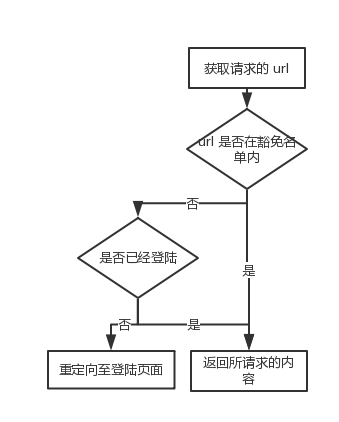 获取请求的 url
url 是否在豁免名
单内
否
是否已经登陆
是
否
是
重定向至登陆页面
返回所请求的内
容